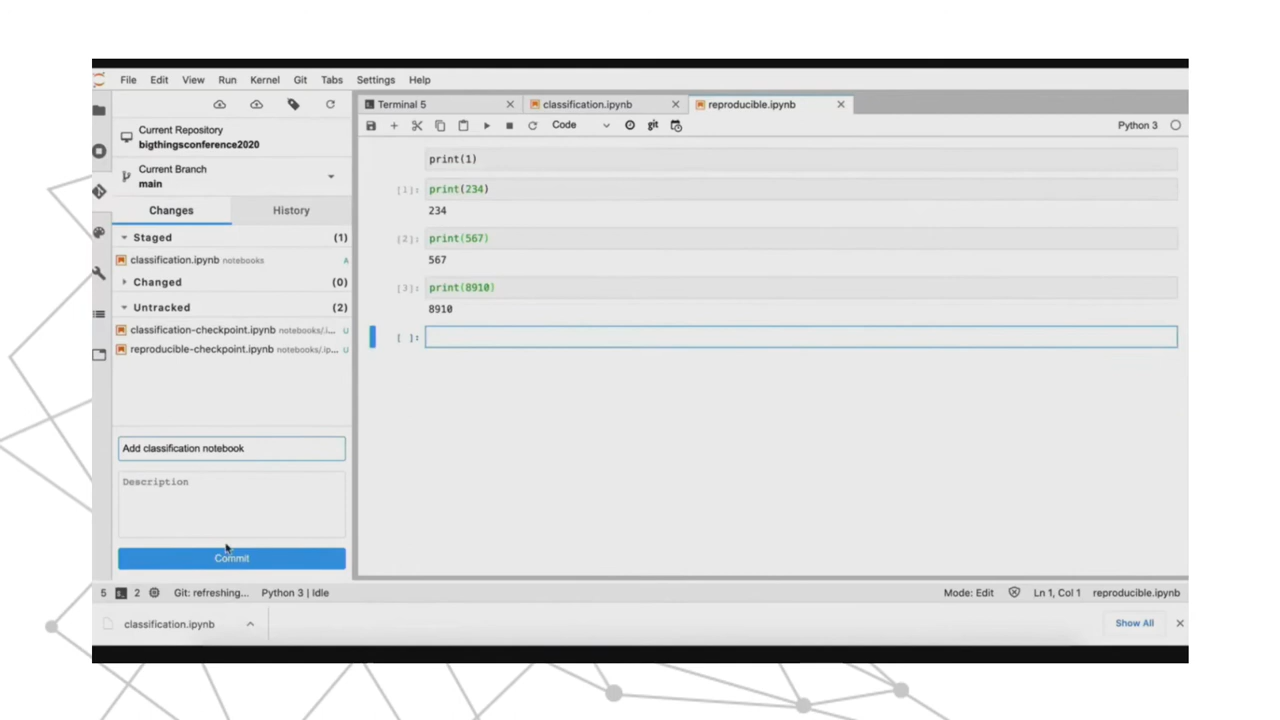 File Edit View Run Kernel Git Tabs Settings Help
Current Repository
bigthingsconference2020
Current Branch
main
Changes History
Staged (1)
classification.ipynb notebooks A
Changed (0)
Untracked (2)
classification-checkpoint.ipynb notebooks/.i... U
reproducible-checkpoint.ipynb notebooks/.ip... U
Add classification notebook
Description
Commit
Terminal 5 classification.ipynb reproducible.ipynb
Code git Python 3
print(1)
[1]: print(234)
234
[2]: print(567)
567
[3]: print(8910)
8910
[ ]:
5 2 Git: refreshing... Python 3 | Idle Mode: Edit Ln 1, Col 1 reproducible.ipynb
classification.ipynb Show All